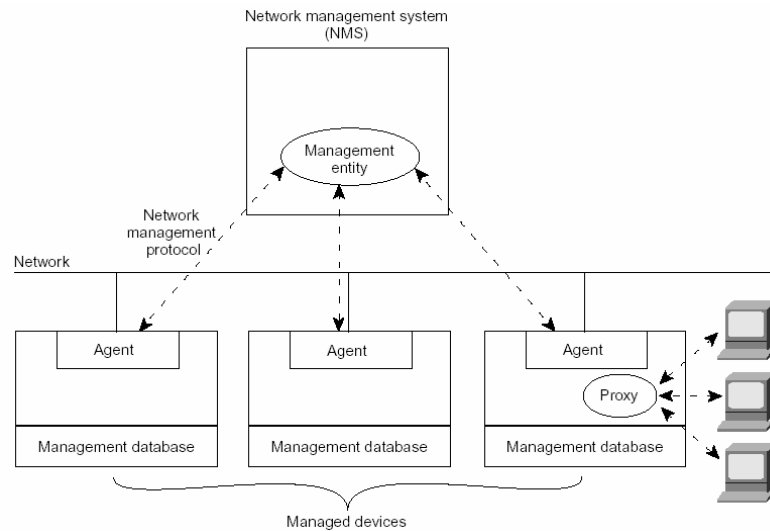 Network management system
(NMS)
Management
entity
Network
management
protocol
Network
Agent
Agent
Agent
Proxy
Management database
Management database
Management database
Managed devices